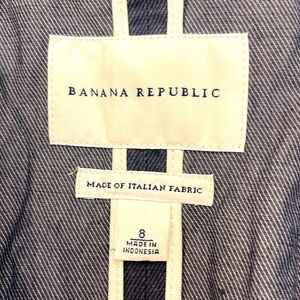 BANANA REPUBLIC
MADE OF ITALIAN FABRIC
8
MADE IN
INDONESIA